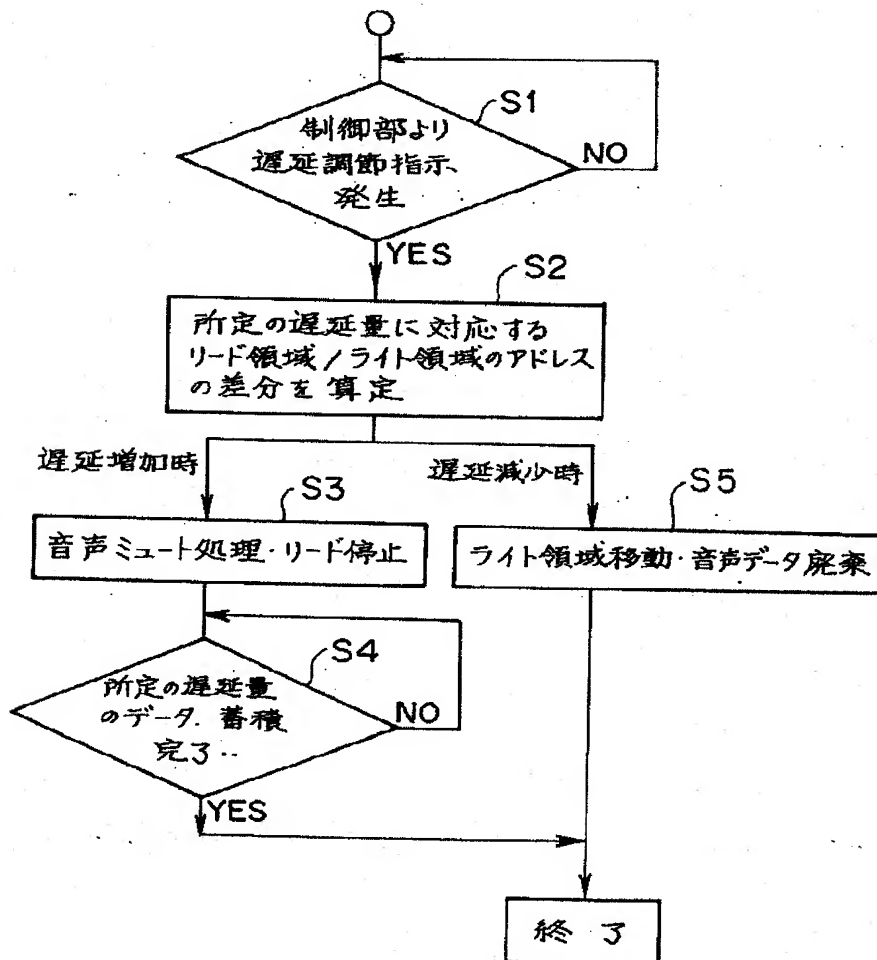 S1
制御部より
遅延調節指示
発生
NO
YES
S2
所定の遅延量に対応する
リード領域/ライト領域のアドレス
の差分を算定
遅延増加時
遅延減少時
S3
音声ミュート処理・リード停止
S5
ライト領域移動・音声データ廃棄
S4
所定の遅延量
のデータ蓄積
完了
NO
YES
終了